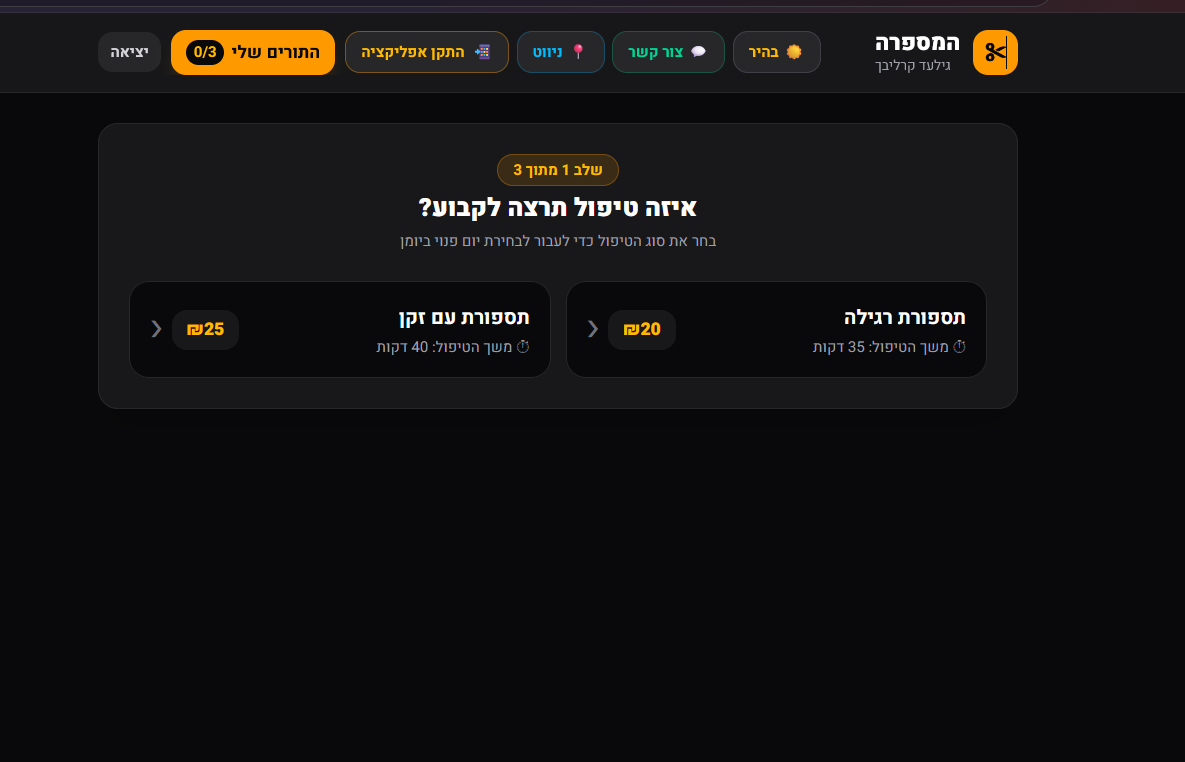 המספרה
גילעד קרליבך
בהיר
צור קשר
ניווט
התקן אפליקציה
התורים שלי 0/3
יציאה
שלב 1 מתוך 3
איזה טיפול תרצה לקבוע?
בחר את סוג הטיפול כדי לעבור לבחירת יום פנוי ביומן
תספורת רגילה
משך הטיפול: 35 דקות
₪20
תספורת עם זקן
משך הטיפול: 40 דקות
₪25